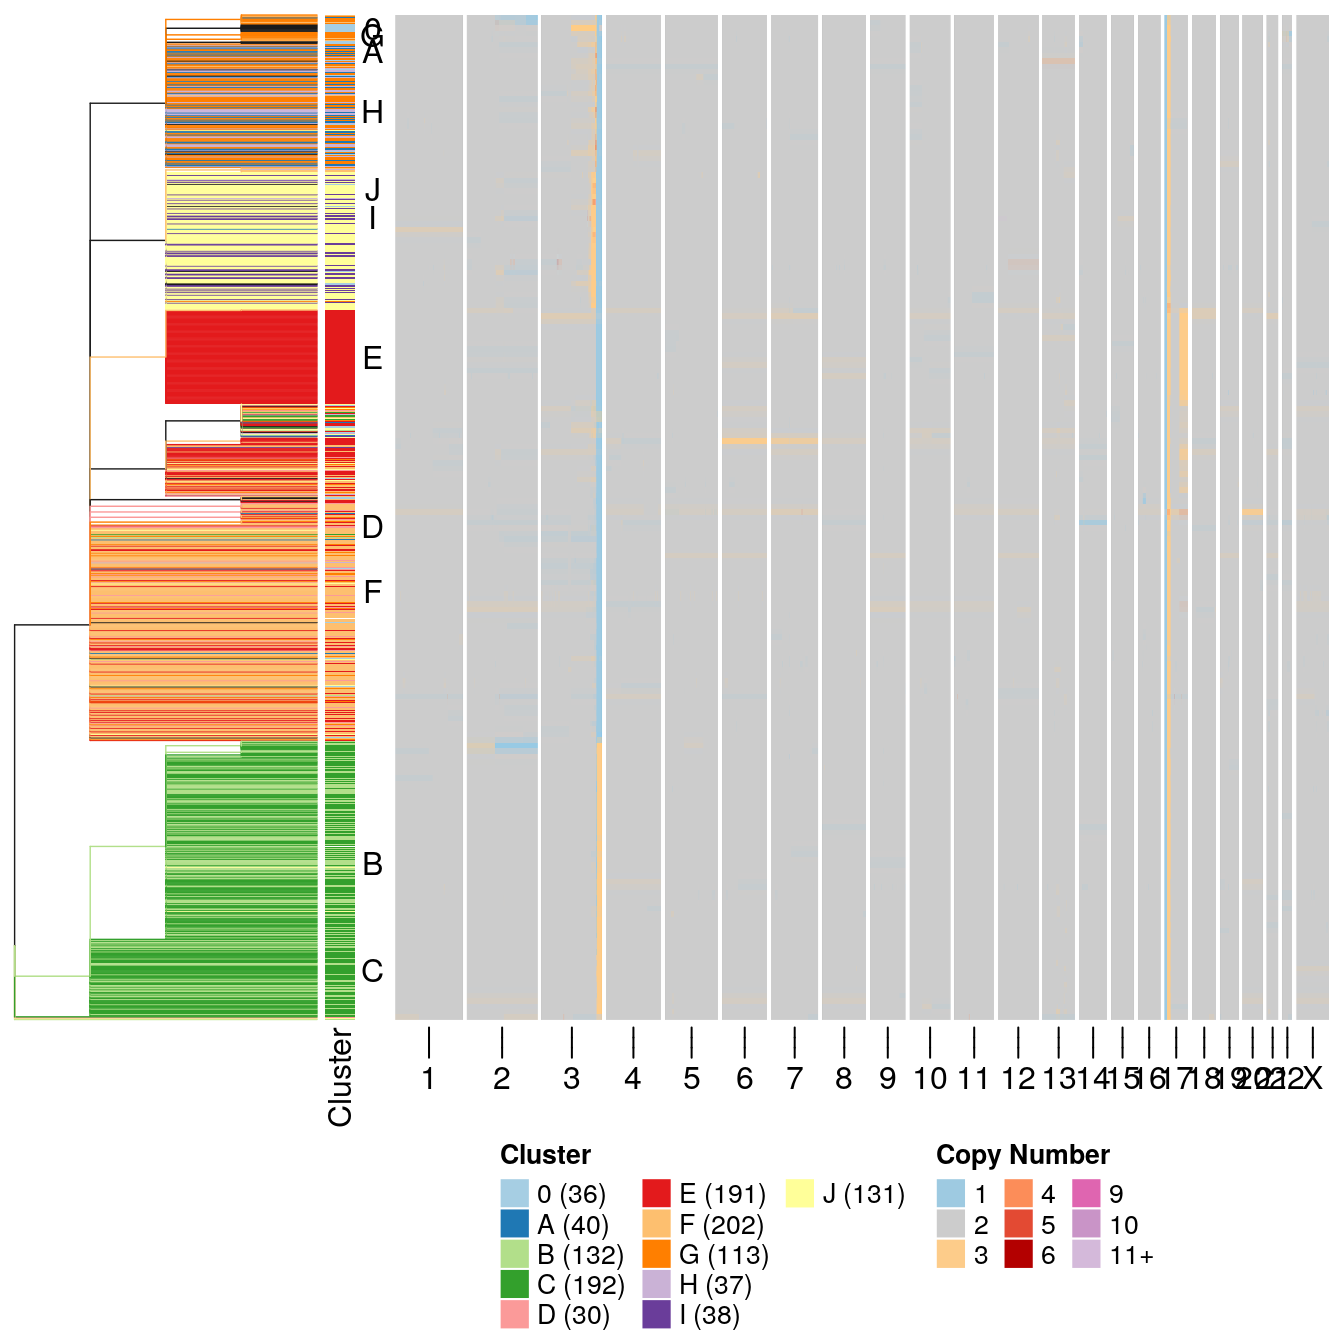 0
G
A
H
J
I
E
D
F
B
C
Cluster
1 2 3 4 5 6 7 8 9 10 11 12 13 14 15 16 17 18 19 20 21 22 X
Cluster
0 (36)
A (40)
B (132)
C (192)
D (30)
E (191)
F (202)
G (113)
H (37)
I (38)
J (131)
Copy Number
1
2
3
4
5
6
9
10
11+